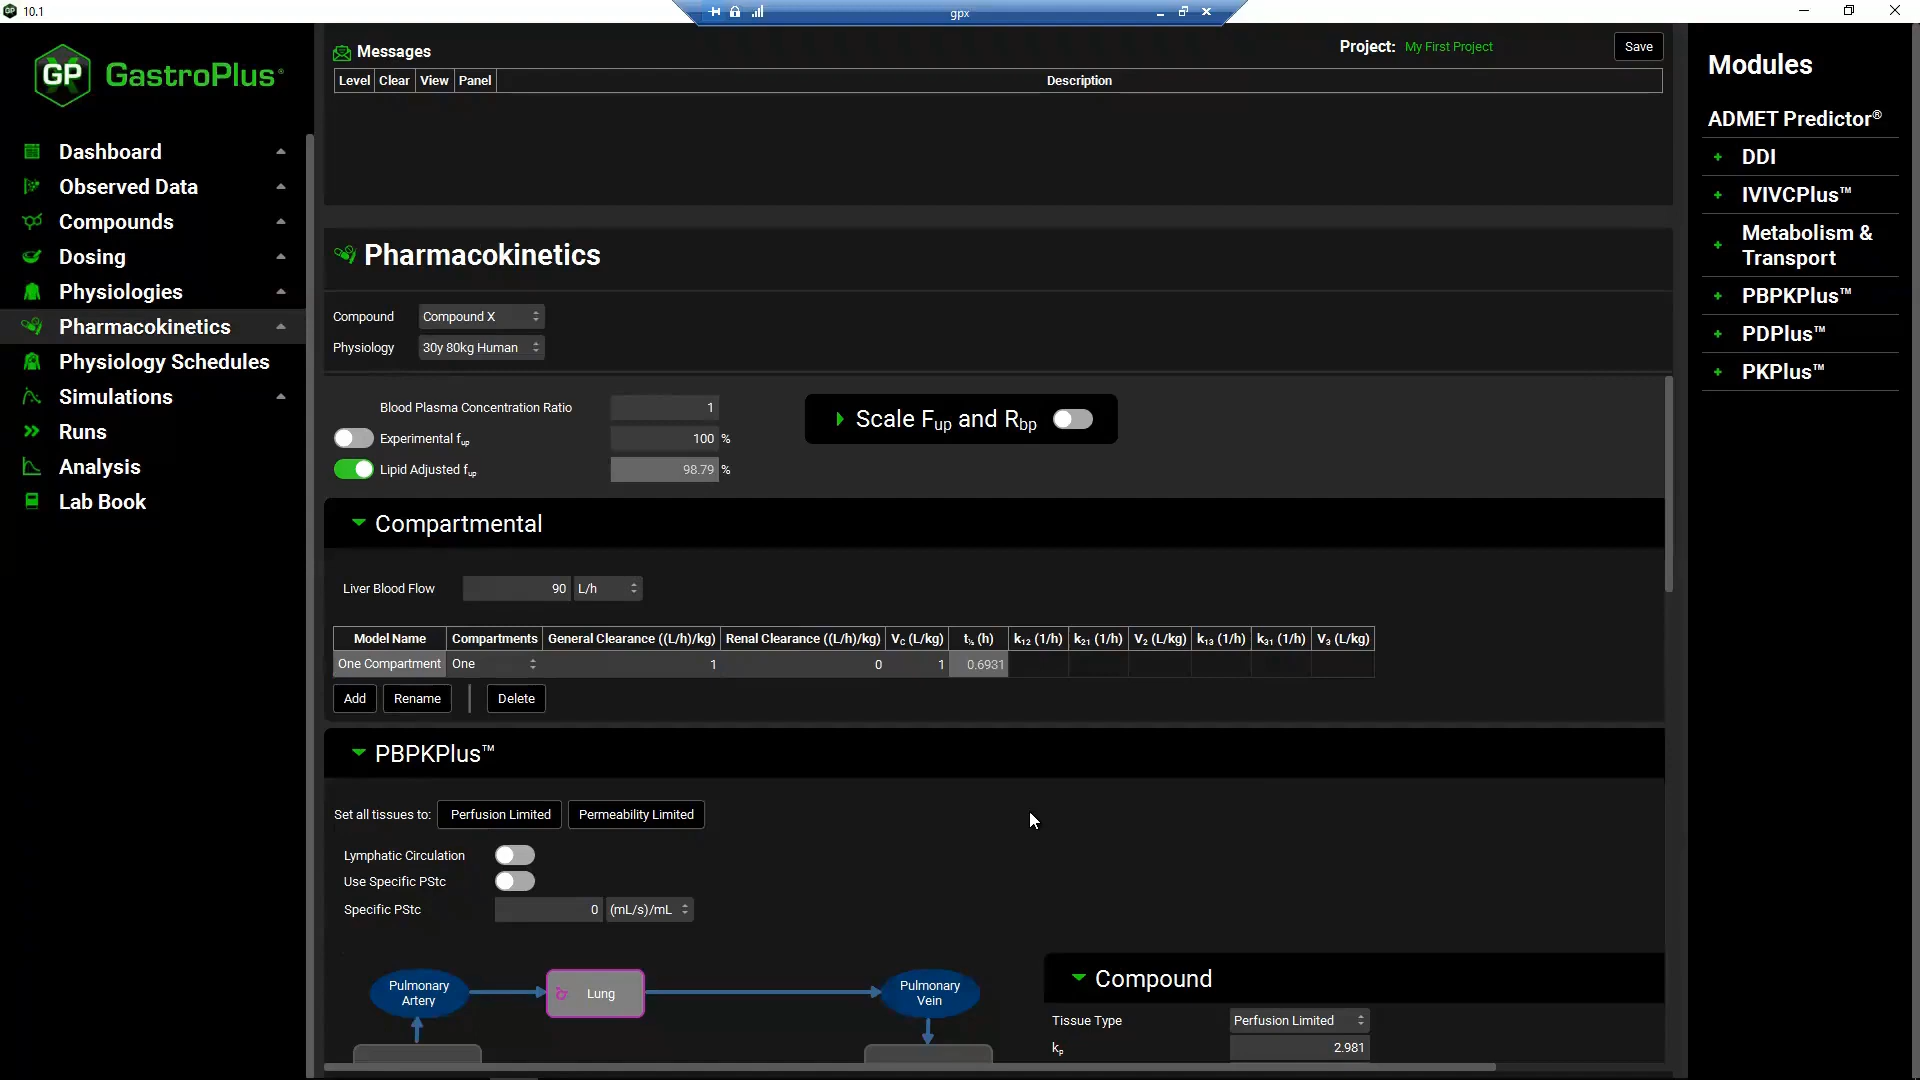 10.1
gpx
GP GastroPlus®
Dashboard
Observed Data
Compounds
Dosing
Physiologies
Pharmacokinetics
Physiology Schedules
Simulations
Runs
Analysis
Lab Book
Messages
Project: My First Project
Save
Level Clear View Panel Description
Pharmacokinetics
Compound Compound X
Physiology 30y 80kg Human
Blood Plasma Concentration Ratio 1
Experimental fup 100 %
Lipid Adjusted fup 98.79 %
Scale Fup and Rbp
Compartmental
Liver Blood Flow 90 L/h
Model Name Compartments General Clearance ((L/h)/kg) Renal Clearance ((L/h)/kg) Vc (L/kg) t½ (h) k12 (1/h) k21 (1/h) V2 (L/kg) k13 (1/h) k31 (1/h) V3 (L/kg)
One Compartment One 1 0 1 0.6931
Add Rename Delete
PBPKPlus™
Set all tissues to: Perfusion Limited Permeability Limited
Lymphatic Circulation
Use Specific PStc
Specific PStc 0 (mL/s)/mL
Pulmonary
Artery
Lung
Pulmonary
Vein
Compound
Tissue Type Perfusion Limited
kp 2.981
Modules
ADMET Predictor®
+ DDI
+ IVIVCPlus™
+ Metabolism &
Transport
+ PBPKPlus™
+ PDPlus™
+ PKPlus™